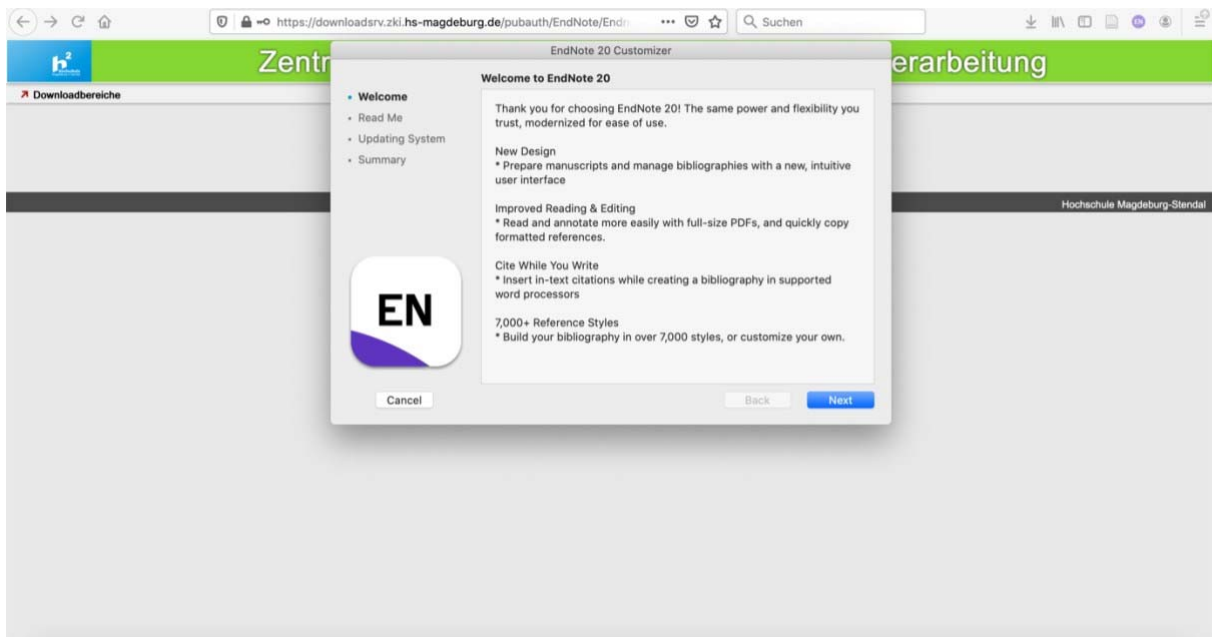 https://downloadsrv.zki.hs-magdeburg.de/pubauth/EndNote/Endn
Suchen
EN
h²
Zentr
erarbeitung
Downloadbereiche
Hochschule Magdeburg-Stendal
EndNote 20 Customizer
Welcome to EndNote 20
• Welcome
• Read Me
• Updating System
• Summary
Thank you for choosing EndNote 20! The same power and flexibility you
trust, modernized for ease of use.
New Design
* Prepare manuscripts and manage bibliographies with a new, intuitive
user interface
Improved Reading & Editing
* Read and annotate more easily with full-size PDFs, and quickly copy
formatted references.
Cite While You Write
* Insert in-text citations while creating a bibliography in supported
word processors
7,000+ Reference Styles
* Build your bibliography in over 7,000 styles, or customize your own.
EN
Cancel
Back
Next